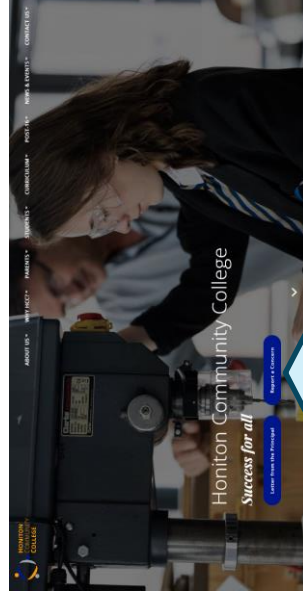 HONITON
COMMUNITY
COLLEGE
ABOUT US
WHY HCC?
PARENTS
STUDENTS
CURRICULUM
POST-16
NEWS & EVENTS
CONTACT US
Honiton Community College
Success for all
Letter from the Principal
Report a Concern